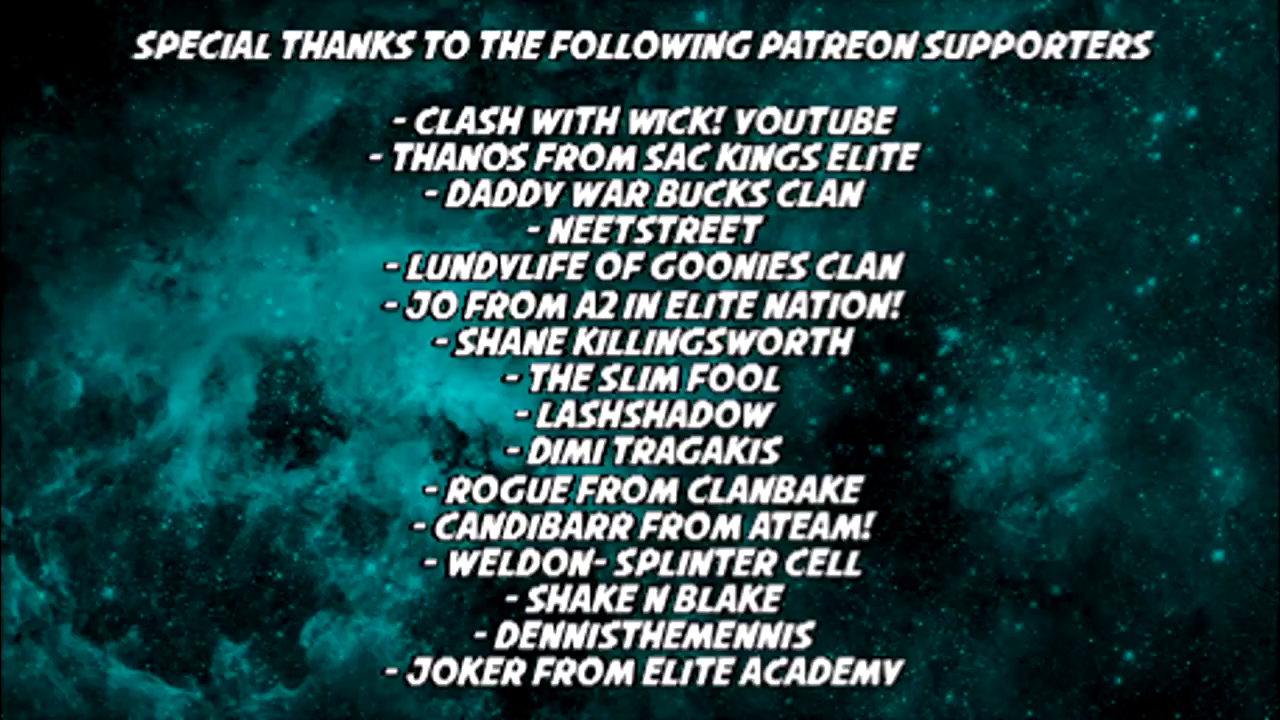 SPECIAL THANKS TO THE FOLLOWING PATREON SUPPORTERS
- CLASH WITH WICK! YOUTUBE
- THANOS FROM SAC KINGS ELITE
- DADDY WAR BUCKS CLAN
- NEETSTREET
- LUNDYLIFE OF GOONIES CLAN
- JO FROM A2 IN ELITE NATION!
- SHANE KILLINGSWORTH
- THE SLIM FOOL
- LASHSHADOW
- DIMI TRAGAKIS
- ROGUE FROM CLANBAKE
- CANDIBARR FROM ATEAM!
- WELDON- SPLINTER CELL
- SHAKE N BLAKE
- DENNISTHEMENNIS
- JOKER FROM ELITE ACADEMY